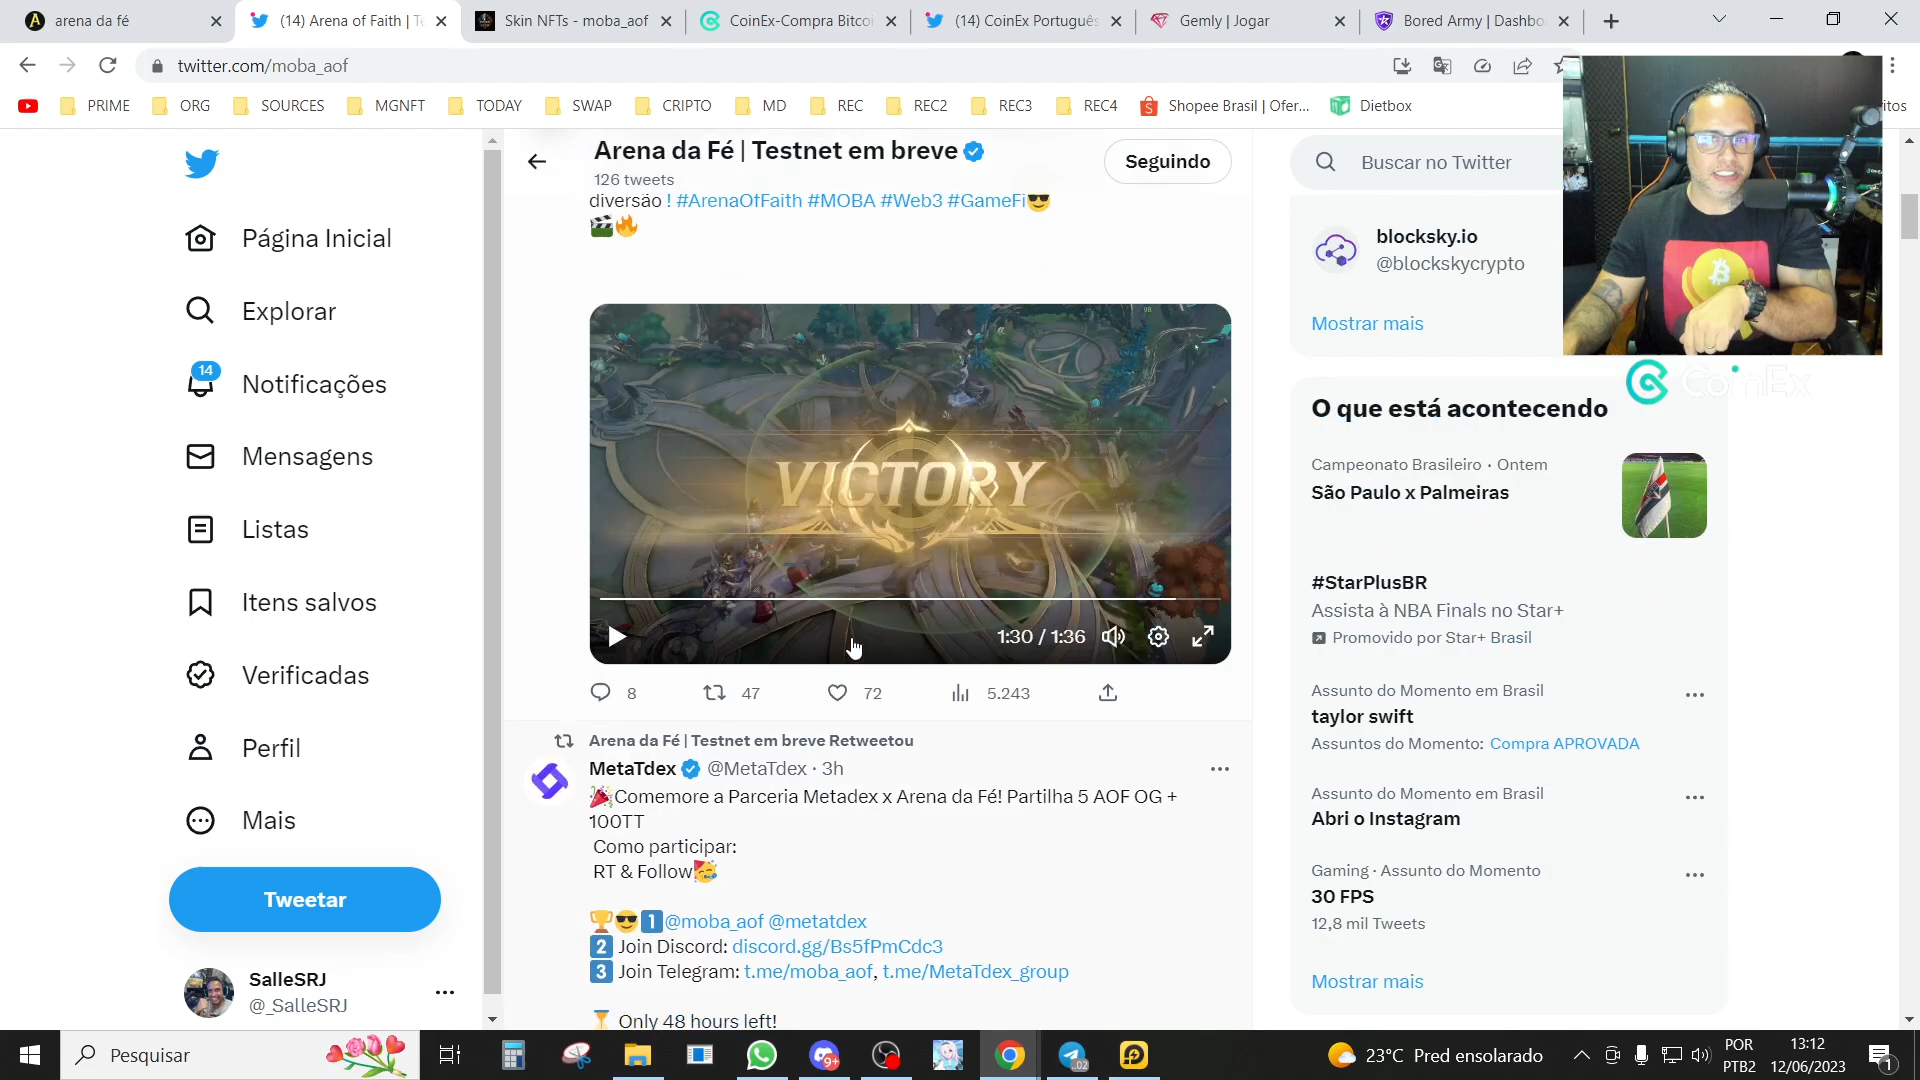 arena da fé
(14) Arena of Faith | Te
Skin NFTs - moba_aof
CoinEx-Compra Bitcoi
(14) CoinEx Português
Gemly | Jogar
Bored Army | Dashbo
twitter.com/moba_aof
PRIME
ORG
SOURCES
MGNFT
TODAY
SWAP
CRIPTO
MD
REC
REC2
REC3
REC4
Shopee Brasil | Ofer...
Dietbox
itos
Página Inicial
Explorar
14
Notificações
Mensagens
Listas
Itens salvos
Verificadas
Perfil
Mais
Tweetar
SalleSRJ
@_SalleSRJ
Arena da Fé | Testnet em breve
126 tweets
Seguindo
diversão ! #ArenaOfFaith #MOBA #Web3 #GameFi😎
🎬🔥
VICTORY
1:30 / 1:36
8
47
72
5.243
Arena da Fé | Testnet em breve Retweetou
MetaTdex @MetaTdex · 3h
🎉Comemore a Parceria Metadex x Arena da Fé! Partilha 5 AOF OG +
100TT
Como participar:
RT & Follow🥳
🏆😎1️⃣@moba_aof @metatdex
2️⃣ Join Discord: discord.gg/Bs5fPmCdc3
3️⃣ Join Telegram: t.me/moba_aof, t.me/MetaTdex_group
⏳ Only 48 hours left!
Buscar no Twitter
blocksky.io
@blockskycrypto
Mostrar mais
CoinEx
O que está acontecendo
Campeonato Brasileiro · Ontem
São Paulo x Palmeiras
#StarPlusBR
Assista à NBA Finals no Star+
Promovido por Star+ Brasil
Assunto do Momento em Brasil
taylor swift
Assuntos do Momento: Compra APROVADA
Assunto do Momento em Brasil
Abri o Instagram
Gaming · Assunto do Momento
30 FPS
12,8 mil Tweets
Mostrar mais
Pesquisar
9+
.02
23°C Pred ensolarado
POR
PTB2
13:12
12/06/2023
1